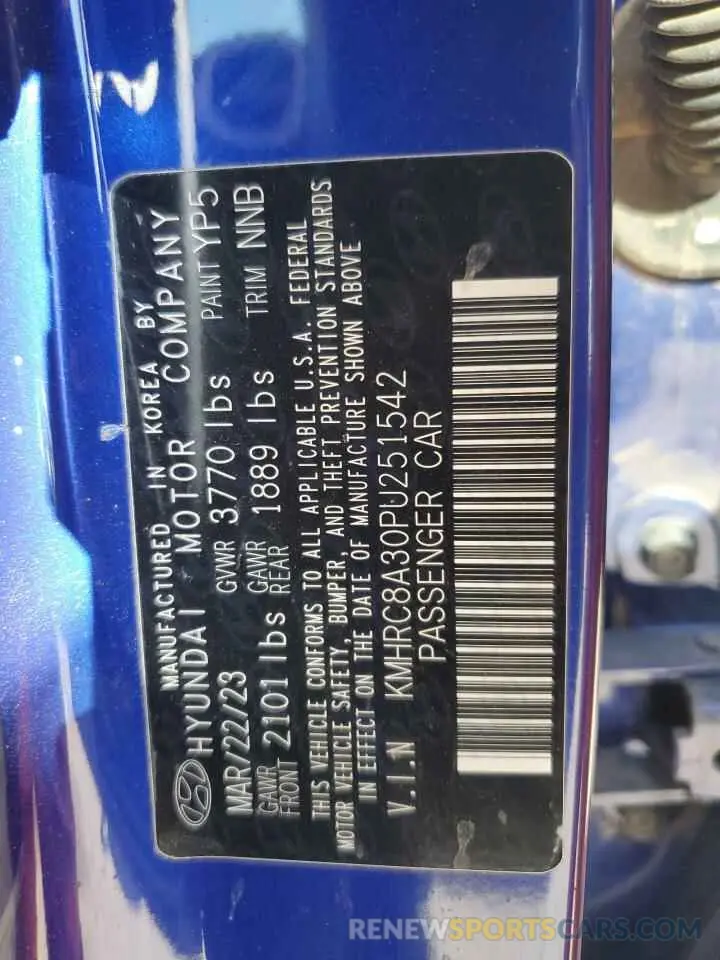 MANUFACTURED IN KOREA BY
HYUNDAI MOTOR COMPANY
MAR/22/23 GVWR 3770 lbs PAINT YP5
GAWR FRONT 2101 lbs GAWR REAR 1889 lbs TRIM NNB
THIS VEHICLE CONFORMS TO ALL APPLICABLE U.S.A. FEDERAL
MOTOR VEHICLE SAFETY, BUMPER, AND THEFT PREVENTION STANDARDS
IN EFFECT ON THE DATE OF MANUFACTURE SHOWN ABOVE
V.I.N KMHRC8A30PU251542
PASSENGER CAR
RENEWSPORTSCARS.COM